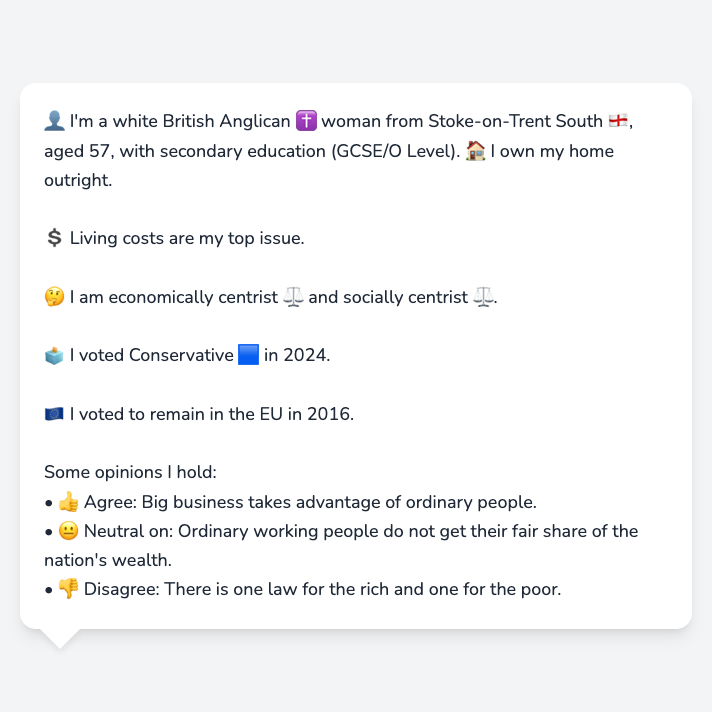 👤 I'm a white British Anglican ✝️ woman from Stoke-on-Trent South 🏴󠁧󠁢󠁥󠁮󠁧󠁿,
aged 57, with secondary education (GCSE/O Level). 🏠 I own my home
outright.
💲 Living costs are my top issue.
🤔 I am economically centrist ⚖️ and socially centrist ⚖️.
🗳️ I voted Conservative 🟦 in 2024.
🇪🇺 I voted to remain in the EU in 2016.
Some opinions I hold:
• 👍 Agree: Big business takes advantage of ordinary people.
• 😐 Neutral on: Ordinary working people do not get their fair share of the
nation's wealth.
• 👎 Disagree: There is one law for the rich and one for the poor.